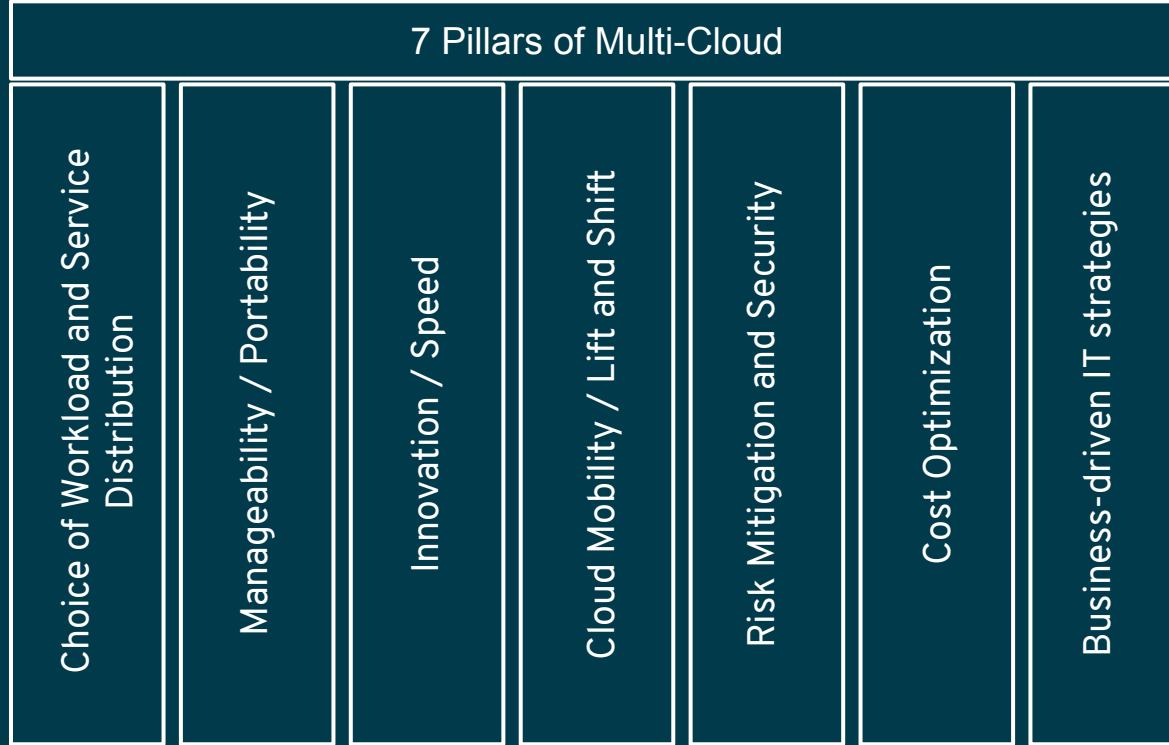 7 Pillars of Multi-Cloud
Choice of Workload and Service
Distribution
Manageability / Portability
Innovation / Speed
Cloud Mobility / Lift and Shift
Risk Mitigation and Security
Cost Optimization
Business-driven IT strategies